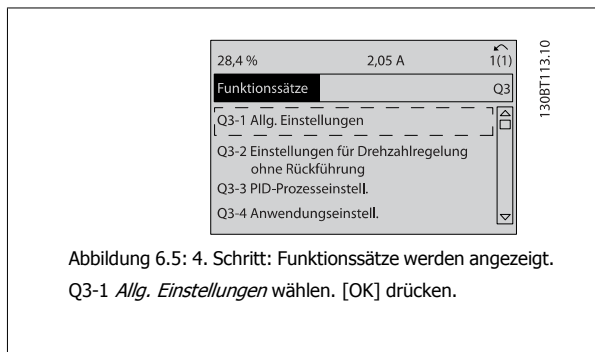 28,4 %
2,05 A
1(1)
Funktionssätze
Q3
Q3-1 Allg. Einstellungen
Q3-2 Einstellungen für Drehzahlregelung
ohne Rückführung
Q3-3 PID-Prozesseinstell.
Q3-4 Anwendungseinstell.
130BT113.10
Abbildung 6.5: 4. Schritt: Funktionssätze werden angezeigt.
Q3-1 Allg. Einstellungen wählen. [OK] drücken.